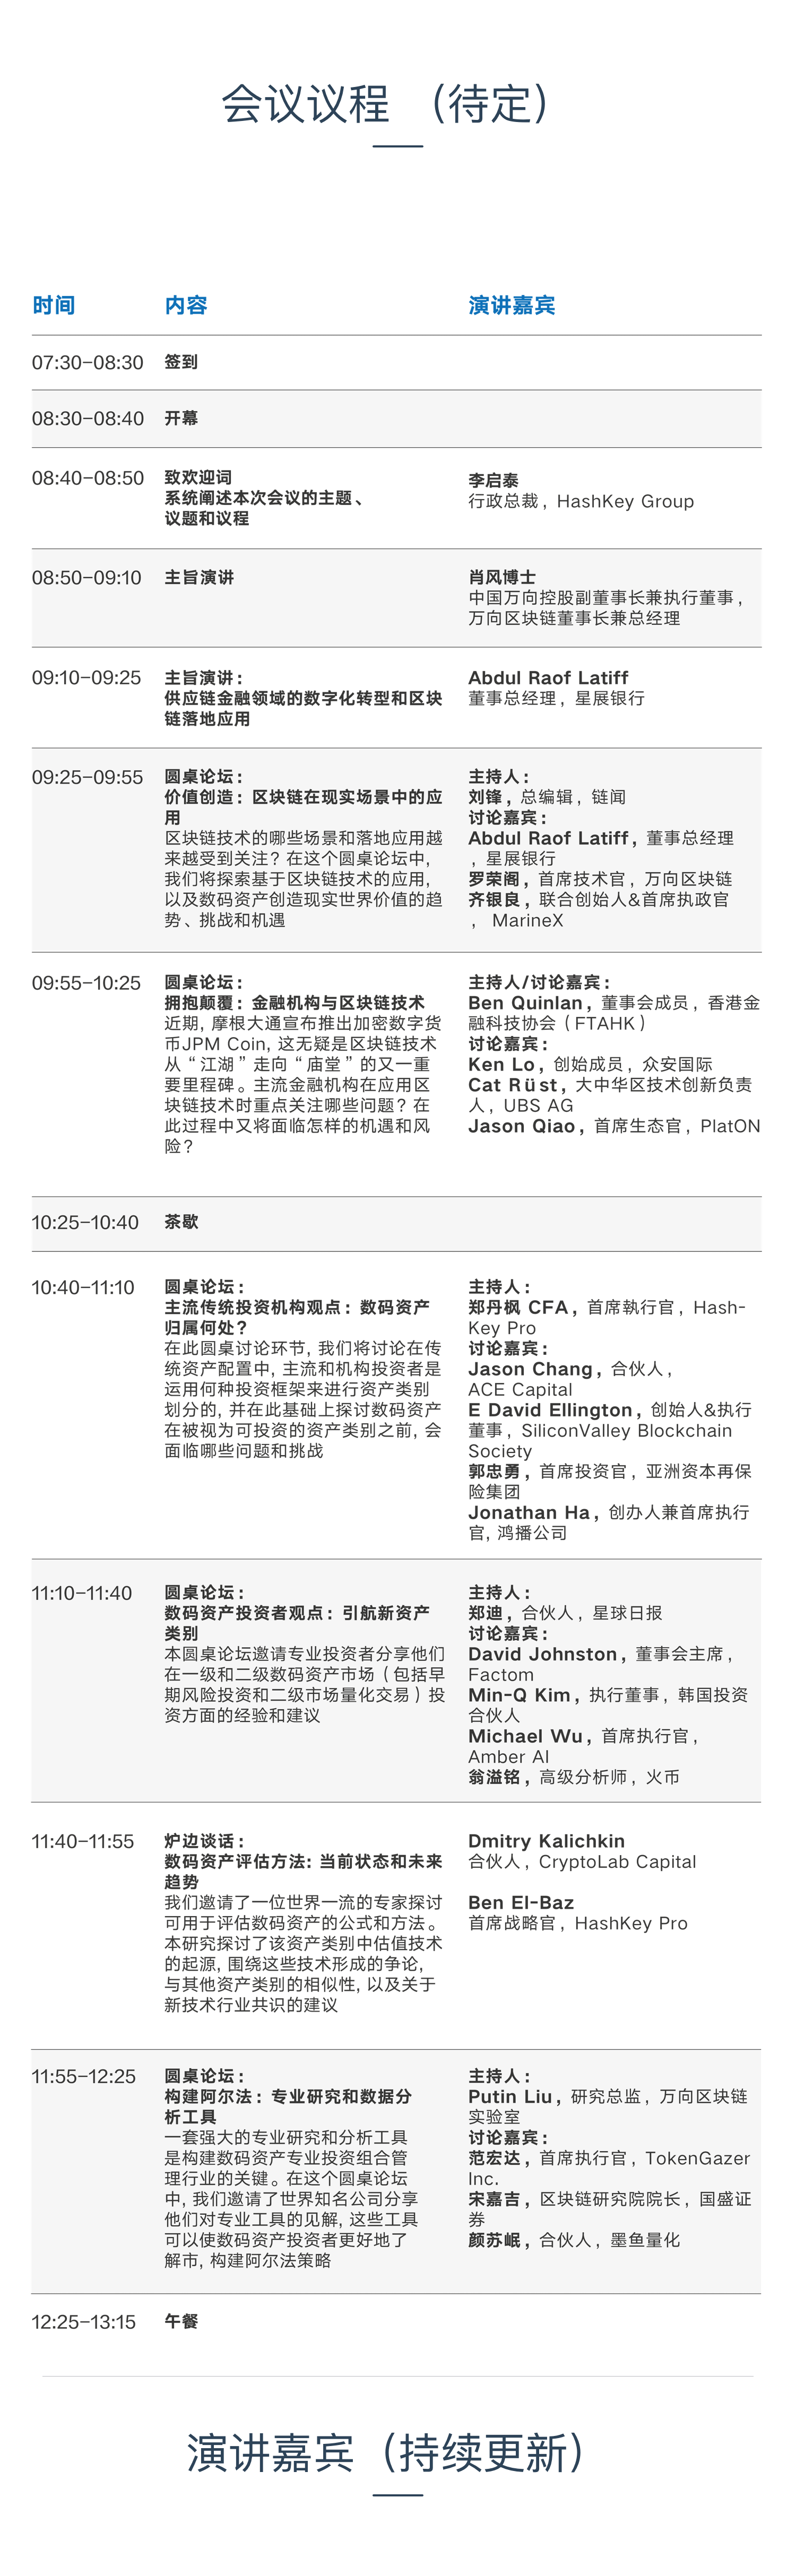 会议议程 （待定）
时间 内容 演讲嘉宾
07:30-08:30 签到
08:30-08:40 开幕
08:40-08:50 致欢迎词
系统阐述本次会议的主题、
议题和议程
李启泰
行政总裁，HashKey Group
08:50-09:10 主旨演讲
肖风博士
中国万向控股副董事长兼执行董事，
万向区块链董事长兼总经理
09:10-09:25 主旨演讲：
供应链金融领域的数字化转型和区块
链落地应用
Abdul Raof Latiff
董事总经理，星展银行
09:25-09:55 圆桌论坛：
价值创造：区块链在现实场景中的应
用
区块链技术的哪些场景和落地应用越
来越受到关注？在这个圆桌论坛中,
我们将探索基于区块链技术的应用,
以及数码资产创造现实世界价值的趋
势、挑战和机遇
主持人：
刘锋，总编辑，链闻
讨论嘉宾：
Abdul Raof Latiff，董事总经理
，星展银行
罗荣阁，首席技术官，万向区块链
齐银良，联合创始人&首席执政官
， MarineX
09:55-10:25 圆桌论坛：
拥抱颠覆：金融机构与区块链技术
近期, 摩根大通宣布推出加密数字货
币JPM Coin, 这无疑是区块链技术
从“江湖”走向“庙堂”的又一重
要里程碑。主流金融机构在应用区
块链技术时重点关注哪些问题？在
此过程中又将面临怎样的机遇和风
险？
主持人/讨论嘉宾：
Ben Quinlan，董事会成员，香港金
融科技协会（FTAHK）
讨论嘉宾：
Ken Lo，创始成员，众安国际
Cat Rüst，大中华区技术创新负责
人，UBS AG
Jason Qiao，首席生态官，PlatON
10:25-10:40 茶歇
10:40-11:10 圆桌论坛：
主流传统投资机构观点：数码资产
归属何处?
在此圆桌讨论环节, 我们将讨论在传
统资产配置中, 主流和机构投资者是
运用何种投资框架来进行资产类别
划分的, 并在此基础上探讨数码资产
在被视为可投资的资产类别之前, 会
面临哪些问题和挑战
主持人：
郑丹枫 CFA，首席執行官，Hash-
Key Pro
讨论嘉宾：
Jason Chang，合伙人，
ACE Capital
E David Ellington，创始人&执行
董事，SiliconValley Blockchain
Society
郭忠勇，首席投资官，亚洲资本再保
险集团
Jonathan Ha，创办人兼首席执行
官, 鸿播公司
11:10-11:40 圆桌论坛：
数码资产投资者观点：引航新资产
类别
本圆桌论坛邀请专业投资者分享他们
在一级和二级数码资产市场（包括早
期风险投资和二级市场量化交易）投
资方面的经验和建议
主持人：
郑迪，合伙人，星球日报
讨论嘉宾：
David Johnston，董事会主席，
Factom
Min-Q Kim，执行董事，韩国投资
合伙人
Michael Wu，首席执行官，
Amber AI
翁溢铭，高级分析师，火币
11:40-11:55 炉边谈话：
数码资产评估方法: 当前状态和未来
趋势
我们邀请了一位世界一流的专家探讨
可用于评估数码资产的公式和方法。
本研究探讨了该资产类别中估值技术
的起源, 围绕这些技术形成的争论,
与其他资产类别的相似性, 以及关于
新技术行业共识的建议
Dmitry Kalichkin
合伙人，CryptoLab Capital
Ben El-Baz
首席战略官，HashKey Pro
11:55-12:25 圆桌论坛：
构建阿尔法：专业研究和数据分
析工具
一套强大的专业研究和分析工具
是构建数码资产专业投资组合管
理行业的关键。在这个圆桌论坛
中, 我们邀请了世界知名公司分享
他们对专业工具的见解, 这些工具
可以使数码资产投资者更好地了
解市, 构建阿尔法策略
主持人：
Putin Liu，研究总监，万向区块链
实验室
讨论嘉宾：
范宏达，首席执行官，TokenGazer
Inc.
宋嘉吉，区块链研究院院长，国盛证
券
颜苏岷，合伙人，墨鱼量化
12:25-13:15 午餐
演讲嘉宾（持续更新）